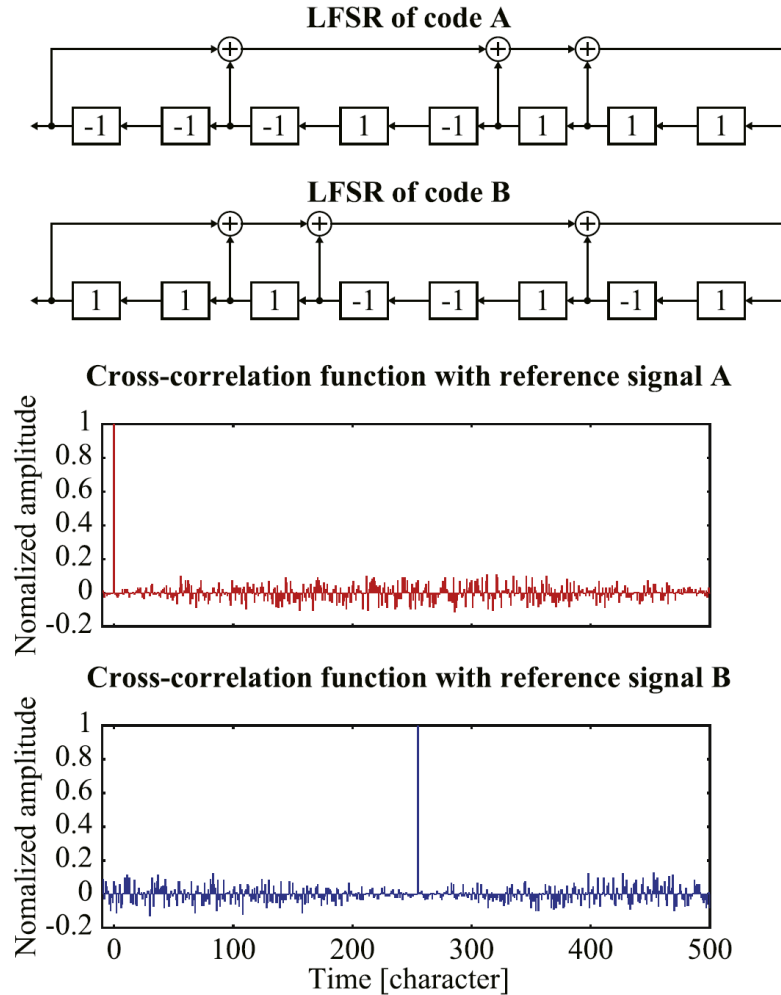 LFSR of code A
-1 -1 -1 1 -1 1 1 1
LFSR of code B
1 1 1 -1 -1 1 -1 1
Cross-correlation function with reference signal A
Nomalized amplitude
1
0.8
0.6
0.4
0.2
0
-0.2
Cross-correlation function with reference signal B
Nomalized amplitude
1
0.8
0.6
0.4
0.2
0
-0.2
0 100 200 300 400 500
Time [character]